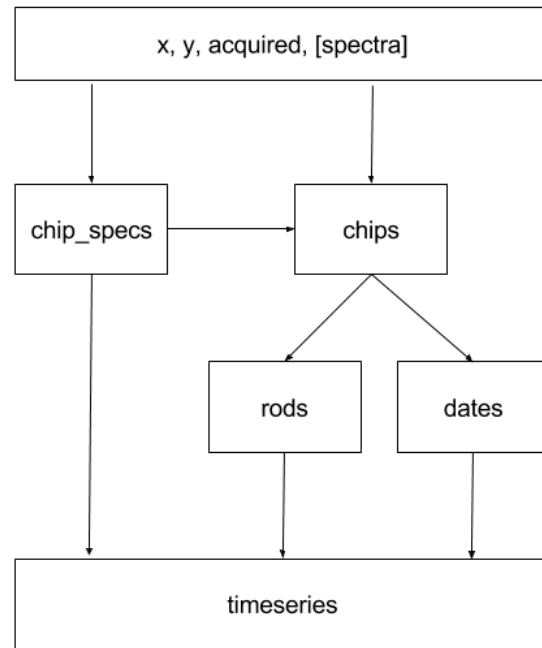 x, y, acquired, [spectra]
chip_specs
chips
rods
dates
timeseries